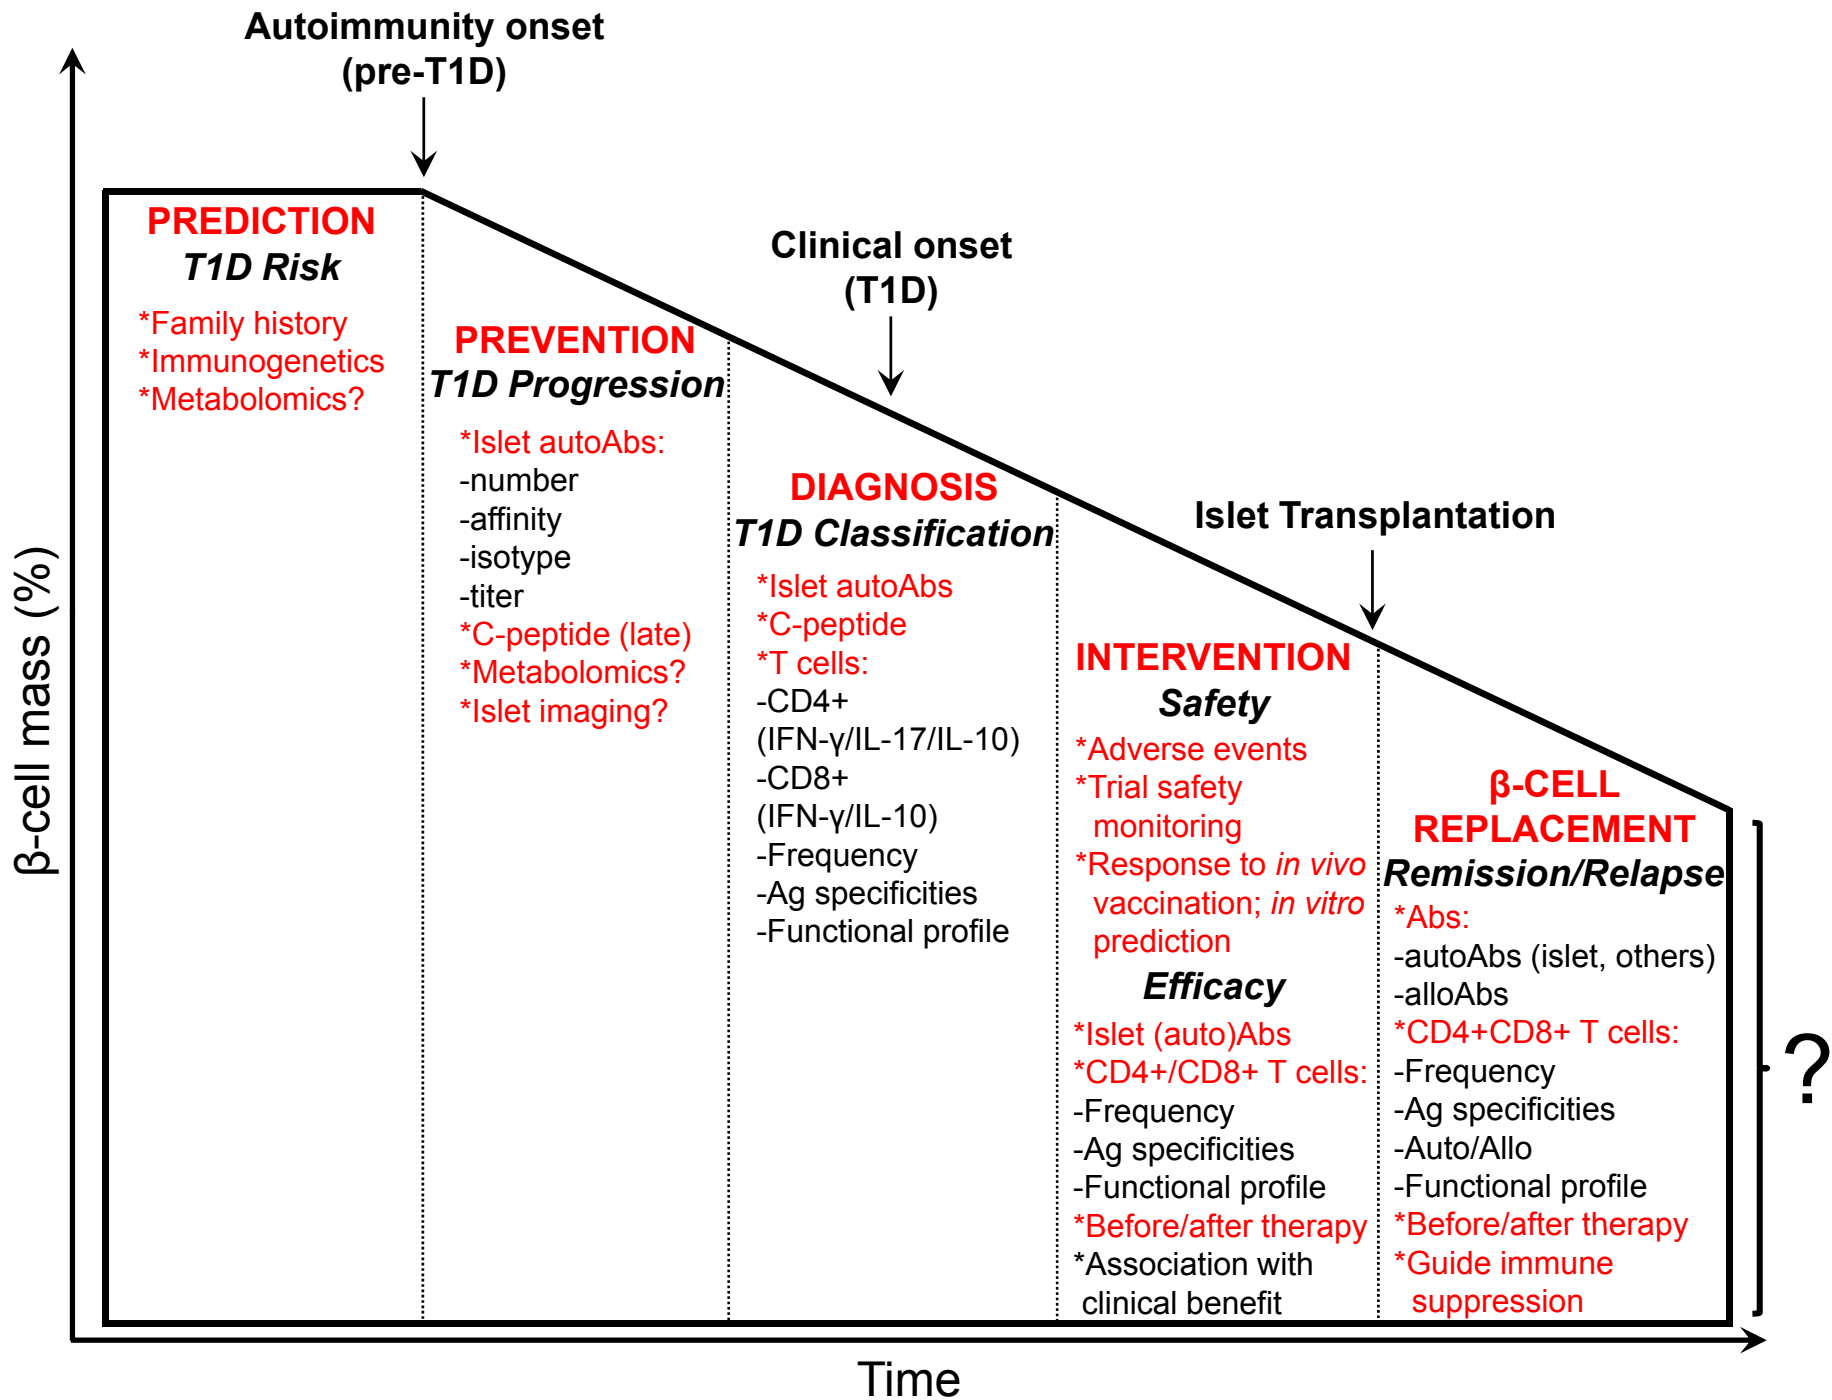 Autoimmunity onset
(pre-T1D)
PREDICTION
T1D Risk
*Family history
*Immunogenetics
*Metabolomics?
PREVENTION
T1D Progression
*Islet autoAbs:
-number
-affinity
-isotype
-titer
*C-peptide (late)
*Metabolomics?
*Islet imaging?
Clinical onset
(T1D)
DIAGNOSIS
T1D Classification
*Islet autoAbs
*C-peptide
*T cells:
-CD4+
(IFN-γ/IL-17/IL-10)
-CD8+
(IFN-γ/IL-10)
-Frequency
-Ag specificities
-Functional profile
INTERVENTION
Safety
*Adverse events
*Trial safety
monitoring
*Response to in vivo
vaccination; in vitro
prediction
Efficacy
*Islet (auto)Abs
*CD4+/CD8+ T cells:
-Frequency
-Ag specificities
-Functional profile
*Before/after therapy
*Association with
clinical benefit
Islet Transplantation
β-CELL
REPLACEMENT
Remission/Relapse
*Abs:
-autoAbs (islet, others)
-alloAbs
*CD4+CD8+ T cells:
-Frequency
-Ag specificities
-Auto/Allo
-Functional profile
*Before/after therapy
*Guide immune
suppression
?
β-cell mass (%)
Time